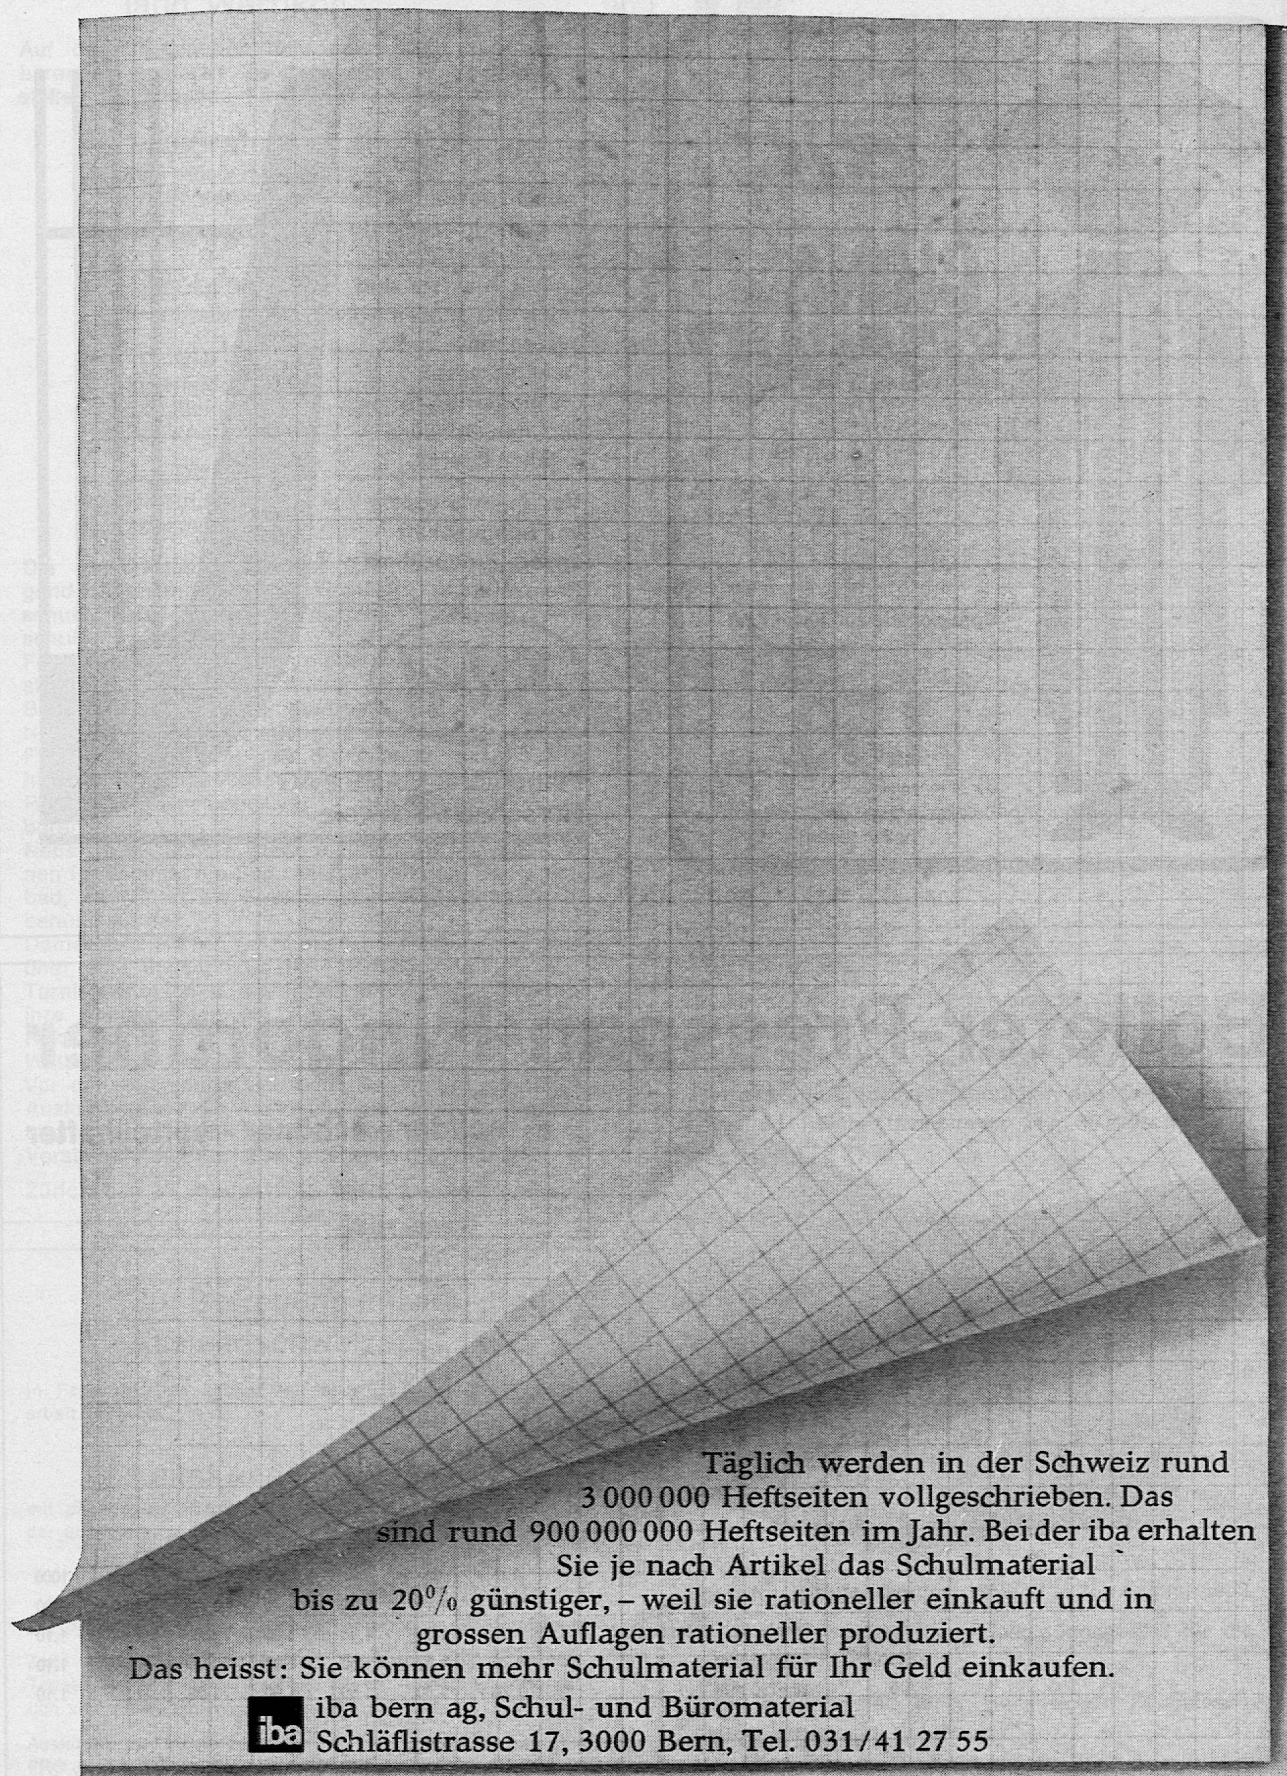 Täglich werden in der Schweiz rund
3 000 000 Heftseiten vollgeschrieben. Das
sind rund 900 000 000 Heftseiten im Jahr. Bei der iba erhalten
Sie je nach Artikel das Schulmaterial
bis zu 20% günstiger, – weil sie rationeller einkauft und in
grossen Auflagen rationeller produziert.
Das heisst: Sie können mehr Schulmaterial für Ihr Geld einkaufen.
iba
iba bern ag, Schul- und Büromaterial
Schläflistrasse 17, 3000 Bern, Tel. 031/41 27 55